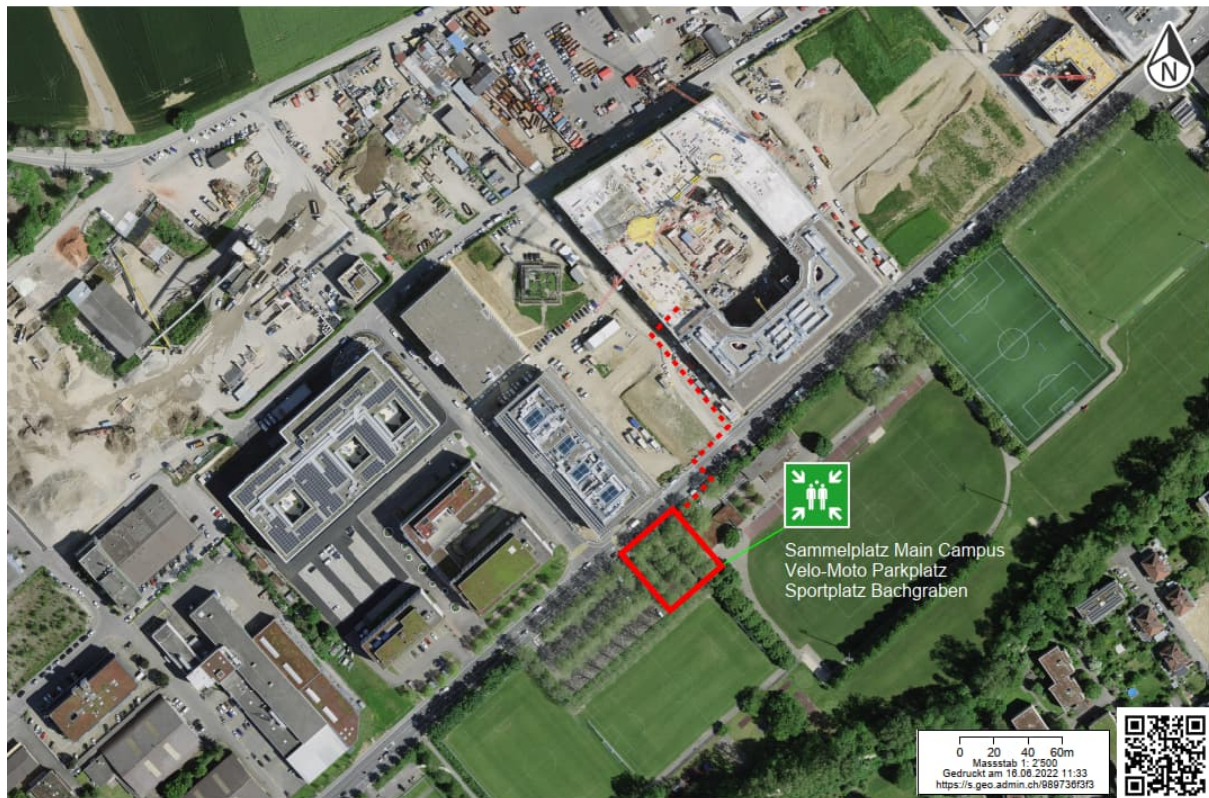 N
Sammelplatz Main Campus
Velo-Moto Parkplatz
Sportplatz Bachgraben
0 20 40 60m
Massstab 1: 2'500
Gedruckt am 16.06.2022 11:33
https://s.geo.admin.ch/989736f3f3